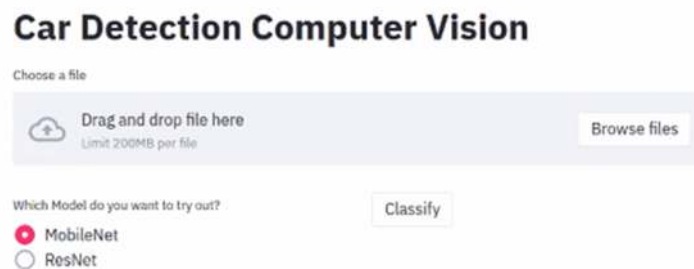 Car Detection Computer Vision
Choose a file
Drag and drop file here
Limit 200MB per file
Browse files
Which Model do you want to try out?
Classify
MobileNet
ResNet